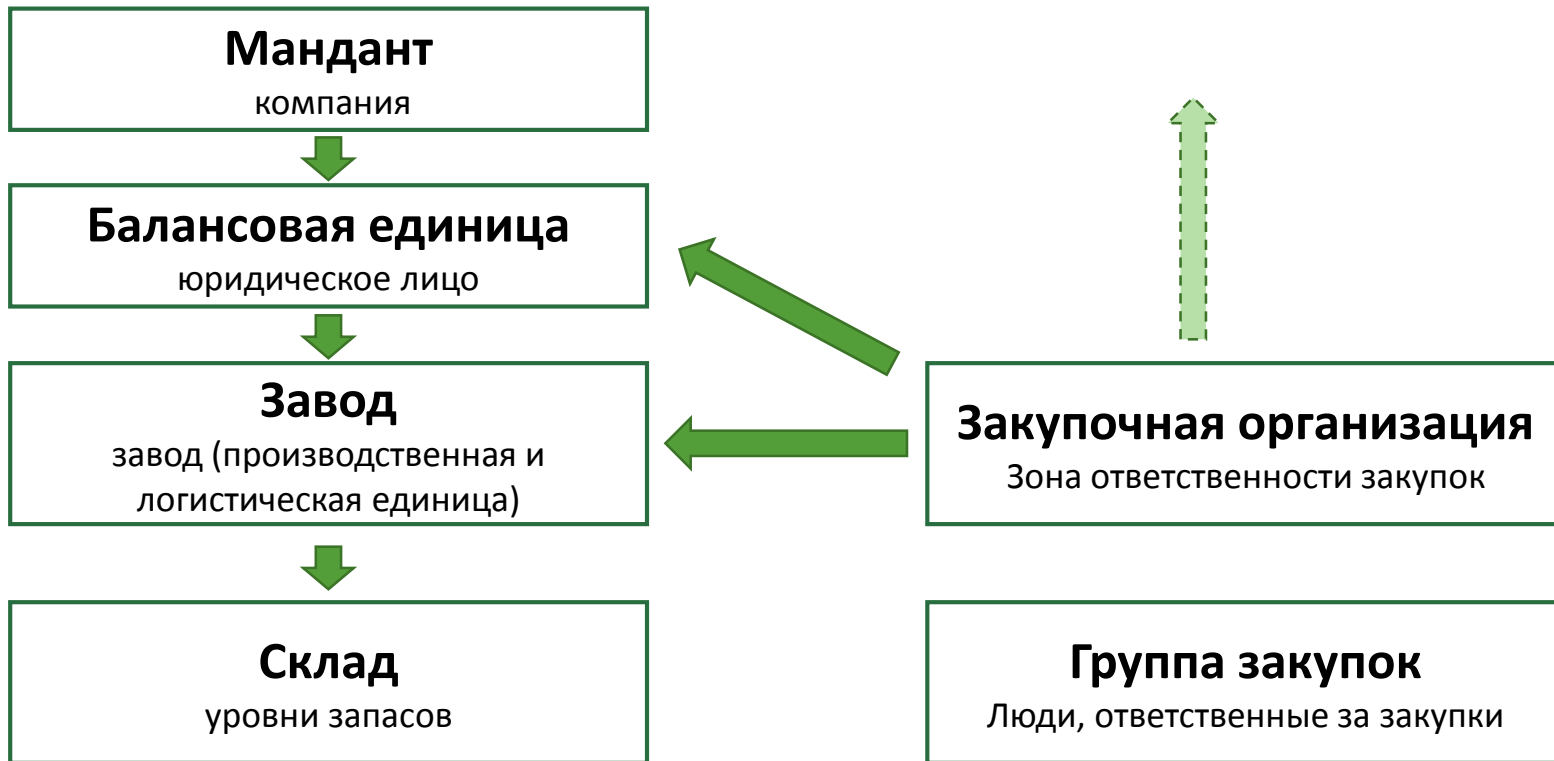 Мандант
компания
Балансовая единица
юридическое лицо
Завод
завод (производственная и
логистическая единица)
Закупочная организация
Зона ответственности закупок
Склад
уровни запасов
Группа закупок
Люди, ответственные за закупки